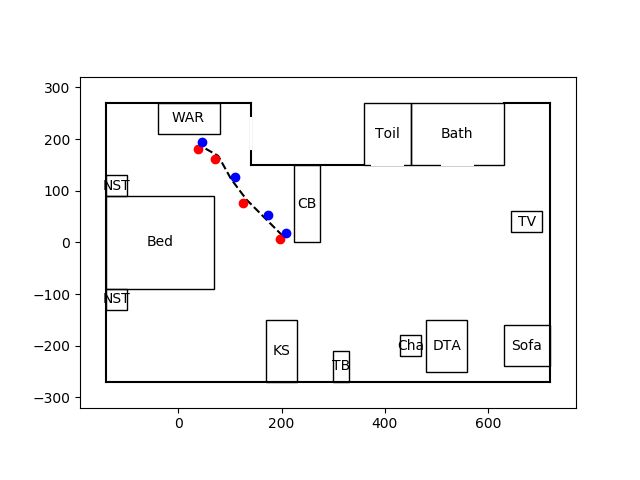 300
200
100
0
−100
−200
−300
0
200
400
600
WAR
Toil
Bath
NST
CB
TV
Bed
NST
KS
TB
Cha
DTA
Sofa